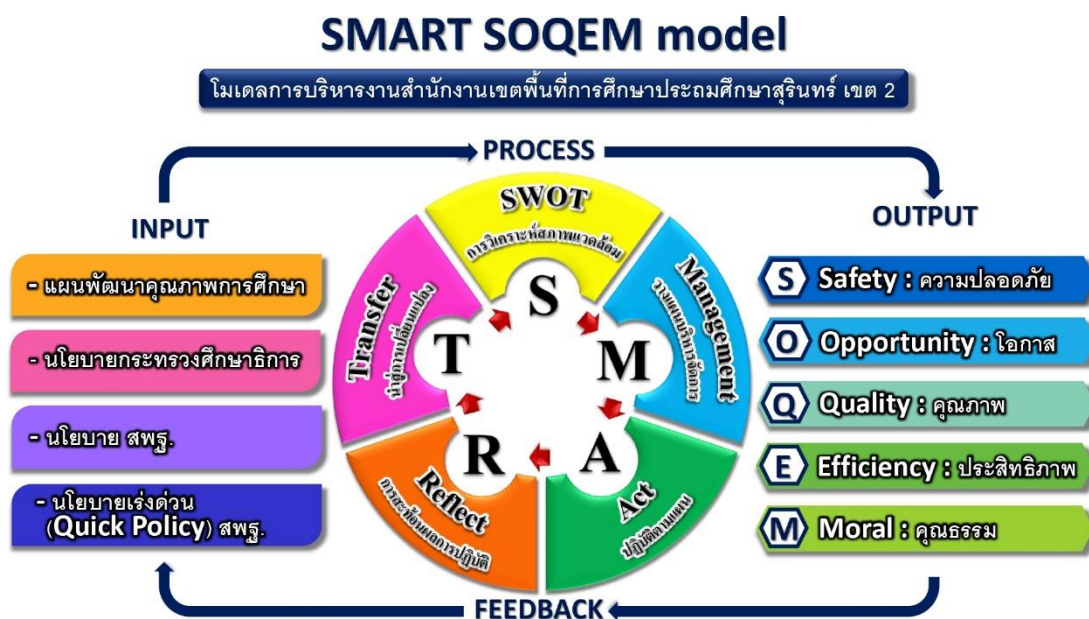 SMART SOQEM model
โมเดลการบริหารงานสำนักงานเขตพื้นที่การศึกษาประถมศึกษาสุรินทร์ เขต 2
PROCESS
INPUT
- แผนพัฒนาคุณภาพการศึกษา
- นโยบายกระทรวงศึกษาธิการ
- นโยบาย สพฐ.
- นโยบายเร่งด่วน
(Quick Policy) สพฐ.
SWOT
การวิเคราะห์สภาพแวดล้อม
S
Management
วางแผนบริหารจัดการ
M
Act
ปฏิบัติตามแผน
A
Reflect
การสะท้อนผลการปฏิบัติ
R
Transfer
นำสู่การเปลี่ยนแปลง
T
OUTPUT
S Safety : ความปลอดภัย
O Opportunity : โอกาส
Q Quality : คุณภาพ
E Efficiency : ประสิทธิภาพ
M Moral : คุณธรรม
FEEDBACK